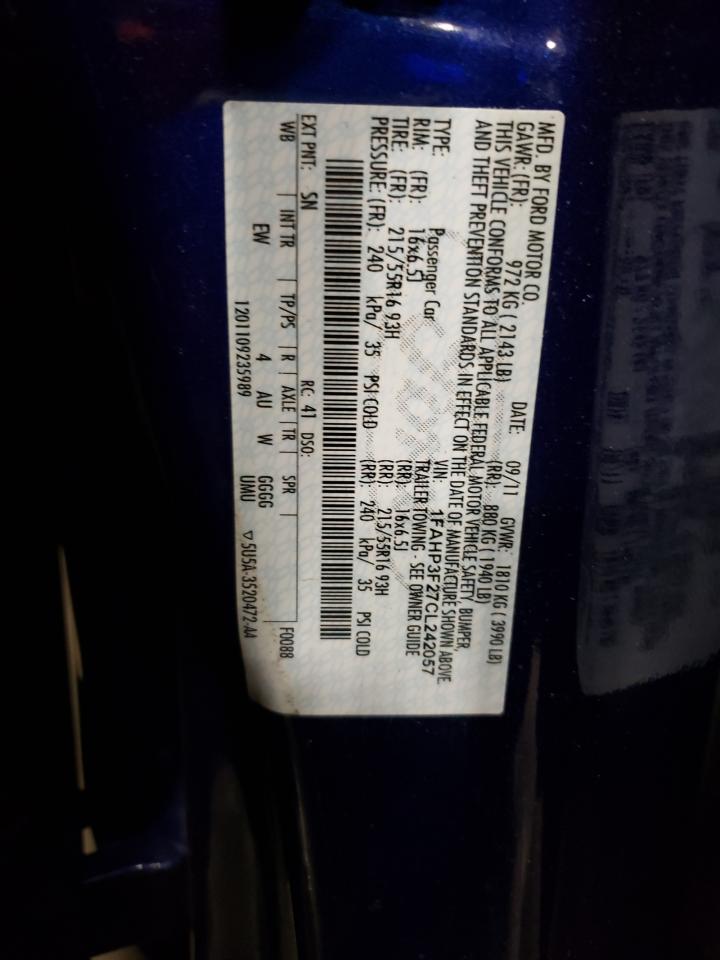 MFD. BY FORD MOTOR CO.
DATE: 09/11 GVWR: 1810 KG ( 3990 LB)
GAWR: (FR): 972 KG ( 2143 LB) (RR): 880 KG ( 1940 LB)
THIS VEHICLE CONFORMS TO ALL APPLICABLE FEDERAL MOTOR VEHICLE SAFETY, BUMPER,
AND THEFT PREVENTION STANDARDS IN EFFECT ON THE DATE OF MANUFACTURE SHOWN ABOVE.
VIN: 1FAHP3F27CL242057
TYPE: Passenger Car TRAILER TOWING - SEE OWNER GUIDE
RIM: (FR): 16x6.5J (RR): 16x6.5J
TIRE: (FR): 215/55R16 93H (RR): 215/55R16 93H
PRESSURE: (FR): 240 kPa/ 35 PSI COLD (RR): 240 kPa/ 35 PSI COLD
EXT PNT: SN RC: 41 DSO: F0088
WB | INT TR | TP/PS | R | AXLE | TR | SPR
EW 4 AU W GGGG
UMU
1201109235989 ▽5U5A-3520472-AA